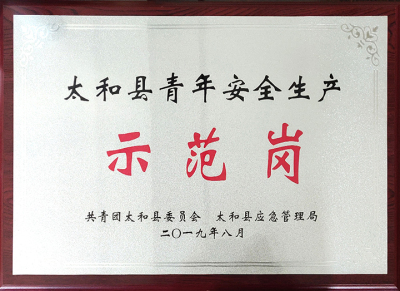 太和县青年安全生产
示范岗
共青团太和县委员会　太和县应急管理局
二〇一九年八月